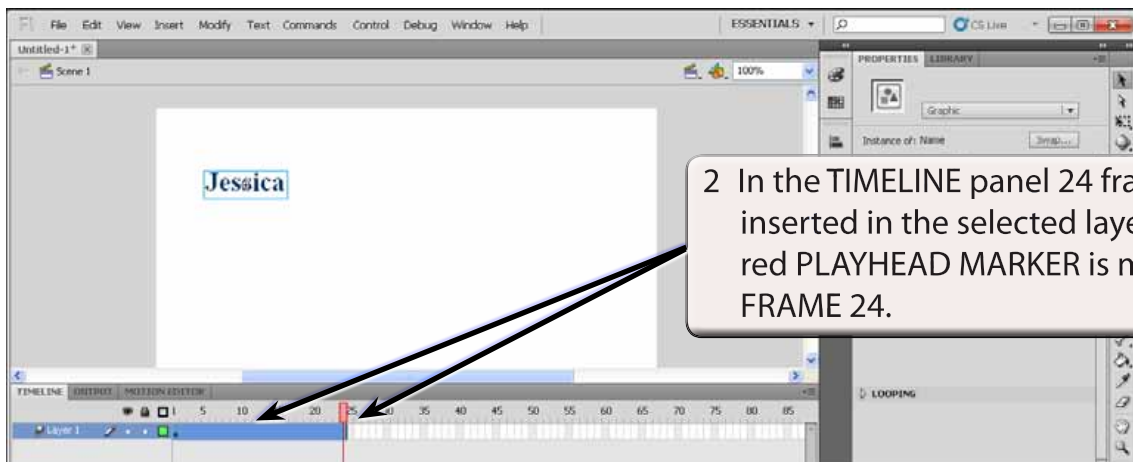 Fl File Edit View Insert Modify Text Commands Control Debug Window Help ESSENTIALS CS Live
Untitled-1*
Scene 1 100%
PROPERTIES LIBRARY
Graphic
Instance of: Name Swap...
Jessica
2 In the TIMELINE panel 24 fra
inserted in the selected laye
red PLAYHEAD MARKER is m
FRAME 24.
LOOPING
TIMELINE OUTPUT MOTION EDITOR
1 5 10 20 25 30 35 40 45 50 55 60 65 70 75 80 85
Layer 1